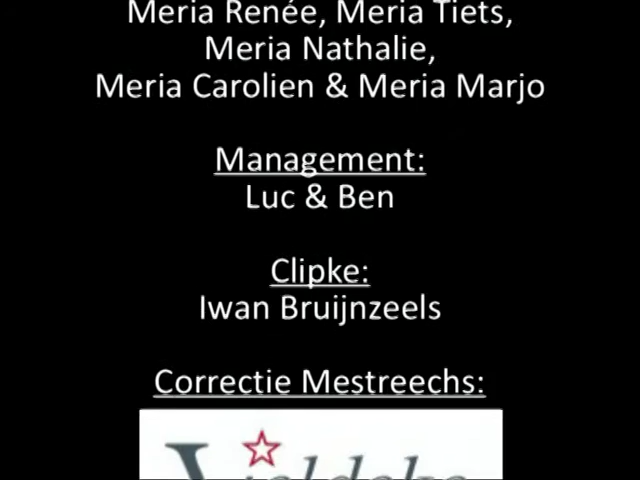 Meria Renée, Meria Tiets,
Meria Nathalie,
Meria Carolien & Meria Marjo
Management:
Luc & Ben
Clipke:
Iwan Bruijnzeels
Correctie Mestreechs: